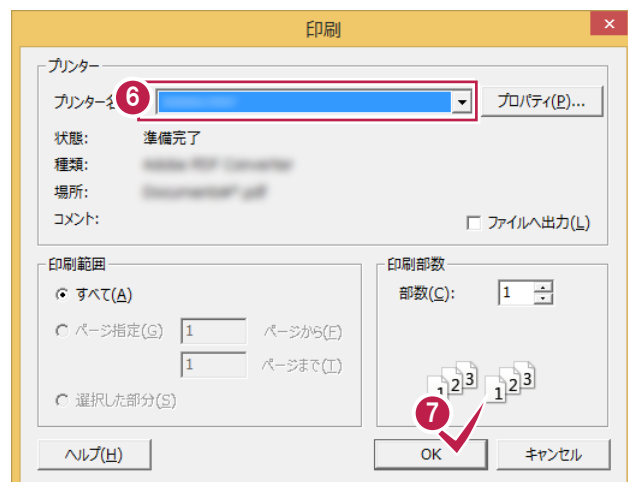 印刷
×
プリンター
プリンター名 6 プロパティ(P)...
状態: 準備完了
種類:
場所:
コメント: ファイルへ出力(L)
印刷範囲
すべて(A)
ページ指定(G) 1 ページから(F)
1 ページまで(T)
選択した部分(S)
印刷部数
部数(C): 1
1 2 3 1 2 3
7
ヘルプ(H) OK キャンセル